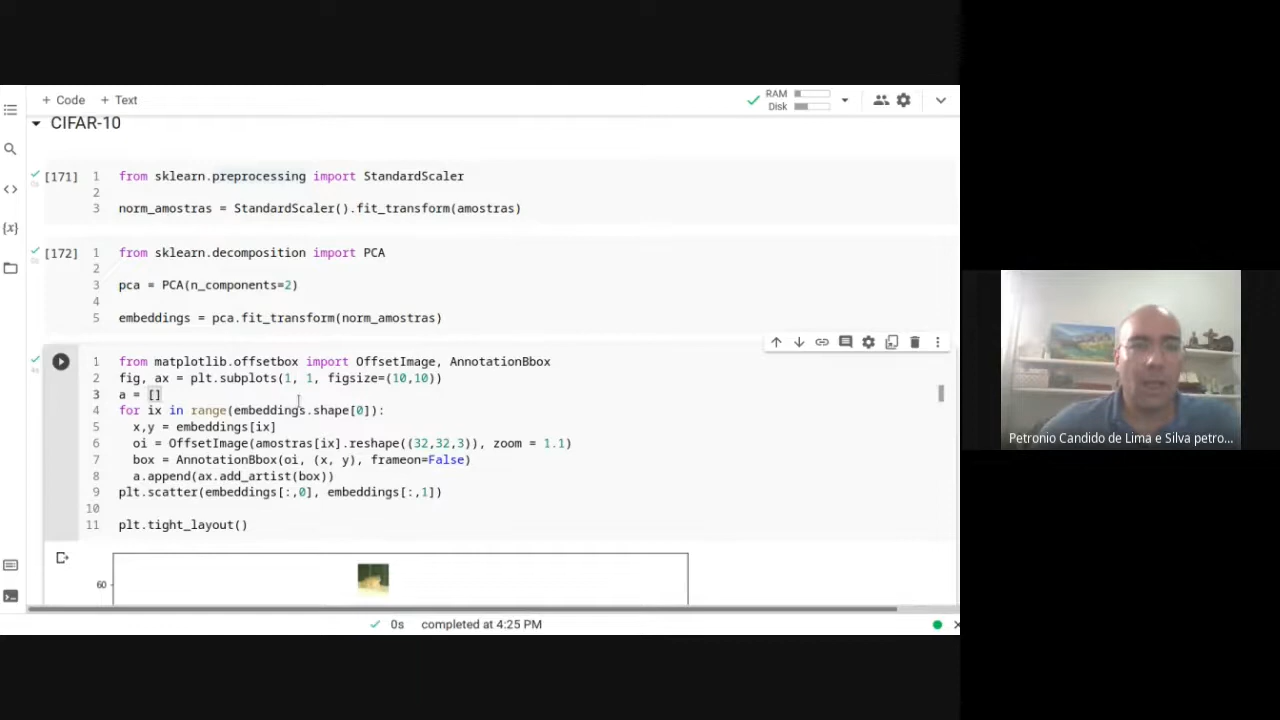 + Code + Text
RAM
Disk
CIFAR-10
[171] 1 from sklearn.preprocessing import StandardScaler
2
3 norm_amostras = StandardScaler().fit_transform(amostras)
[172] 1 from sklearn.decomposition import PCA
2
3 pca = PCA(n_components=2)
4
5 embeddings = pca.fit_transform(norm_amostras)
1 from matplotlib.offsetbox import OffsetImage, AnnotationBbox
2 fig, ax = plt.subplots(1, 1, figsize=(10,10))
3 a = []
4 for ix in range(embeddings.shape[0]):
5 x,y = embeddings[ix]
6 oi = OffsetImage(amostras[ix].reshape((32,32,3)), zoom = 1.1)
7 box = AnnotationBbox(oi, (x, y), frameon=False)
8 a.append(ax.add_artist(box))
9 plt.scatter(embeddings[:,0], embeddings[:,1])
10
11 plt.tight_layout()
60
0s completed at 4:25 PM
Petronio Candido de Lima e Silva petro...